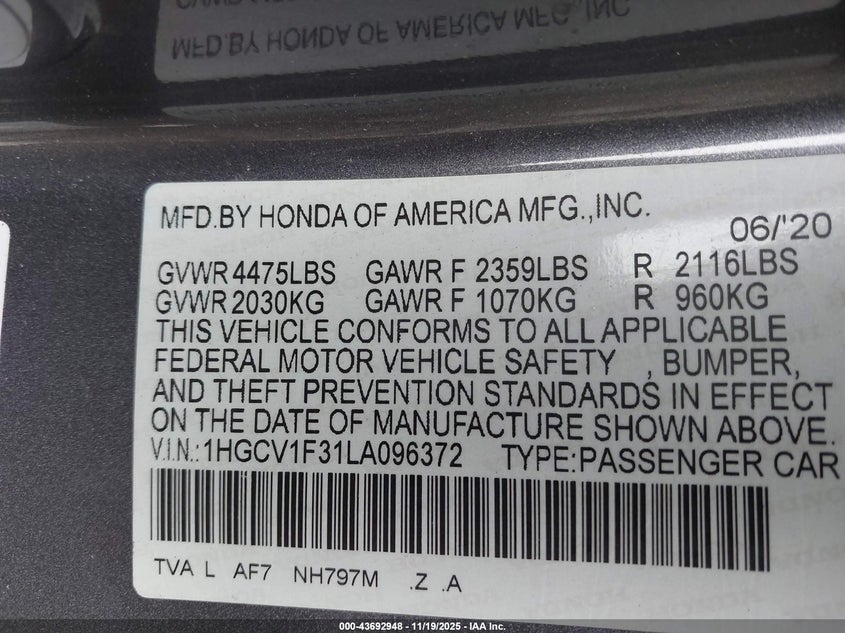 MFD.BY HONDA OF AMERICA MFG.,INC.
MFD.BY HONDA OF AMERICA MFG.,INC.
06/'20
GVWR 4475LBS GAWR F 2359LBS R 2116LBS
GVWR 2030KG GAWR F 1070KG R 960KG
THIS VEHICLE CONFORMS TO ALL APPLICABLE
FEDERAL MOTOR VEHICLE SAFETY , BUMPER,
AND THEFT PREVENTION STANDARDS IN EFFECT
ON THE DATE OF MANUFACTURE SHOWN ABOVE.
V.I.N.:1HGCV1F31LA096372 TYPE:PASSENGER CAR
TVA L AF7 NH797M .Z .A
000-43692948 - 11/19/2025 - IAA Inc.